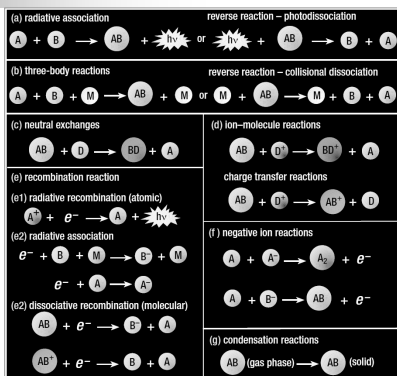 (a) radiative association
A + B → AB + hν or
reverse reaction – photodissociation
hν + AB → B + A
(b) three-body reactions
A + B + M → AB + M or
reverse reaction – collisional dissociation
M + AB → M + B + A
(c) neutral exchanges
AB + D → BD + A
(d) ion–molecule reactions
AB + D⁺ → BD⁺ + A
charge transfer reactions
AB + D⁺ → AB⁺ + D
(e) recombination reaction
(e1) radiative recombination (atomic)
A⁺ + e⁻ → A + hν
(e2) radiative association
e⁻ + B + M → B⁻ + M
e⁻ + A → A⁻
(e2) dissociative recombination (molecular)
AB + e⁻ → B⁻ + A
AB⁺ + e⁻ → B + A
(f) negative ion reactions
A + A⁻ → A₂ + e⁻
A + B⁻ → AB + e⁻
(g) condensation reactions
AB (gas phase) → AB (solid)